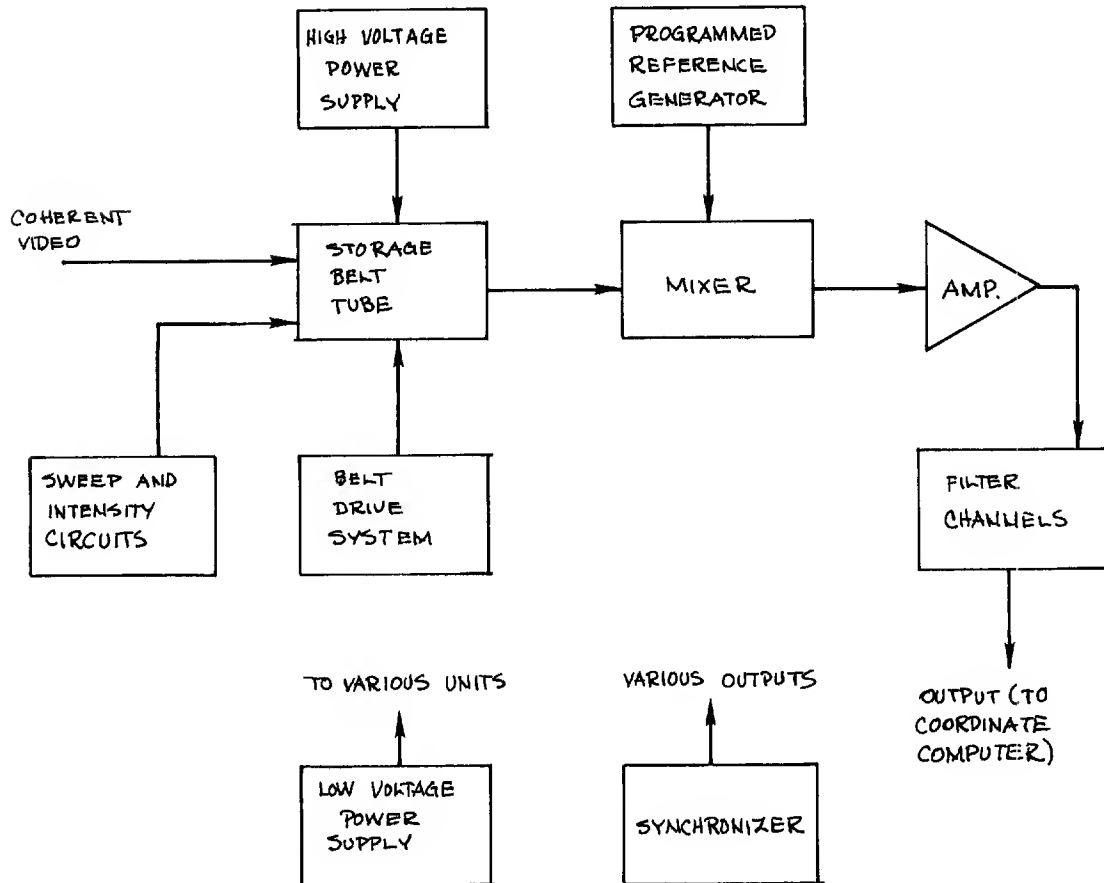 HIGH VOLTAGE
POWER
SUPPLY
PROGRAMMED
REFERENCE
GENERATOR
COHERENT
VIDEO
STORAGE
BELT
TUBE
MIXER
AMP.
SWEEP AND
INTENSITY
CIRCUITS
BELT
DRIVE
SYSTEM
FILTER
CHANNELS
TO VARIOUS UNITS
VARIOUS OUTPUTS
OUTPUT (TO
COORDINATE
COMPUTER)
LOW VOLTAGE
POWER
SUPPLY
SYNCHRONIZER